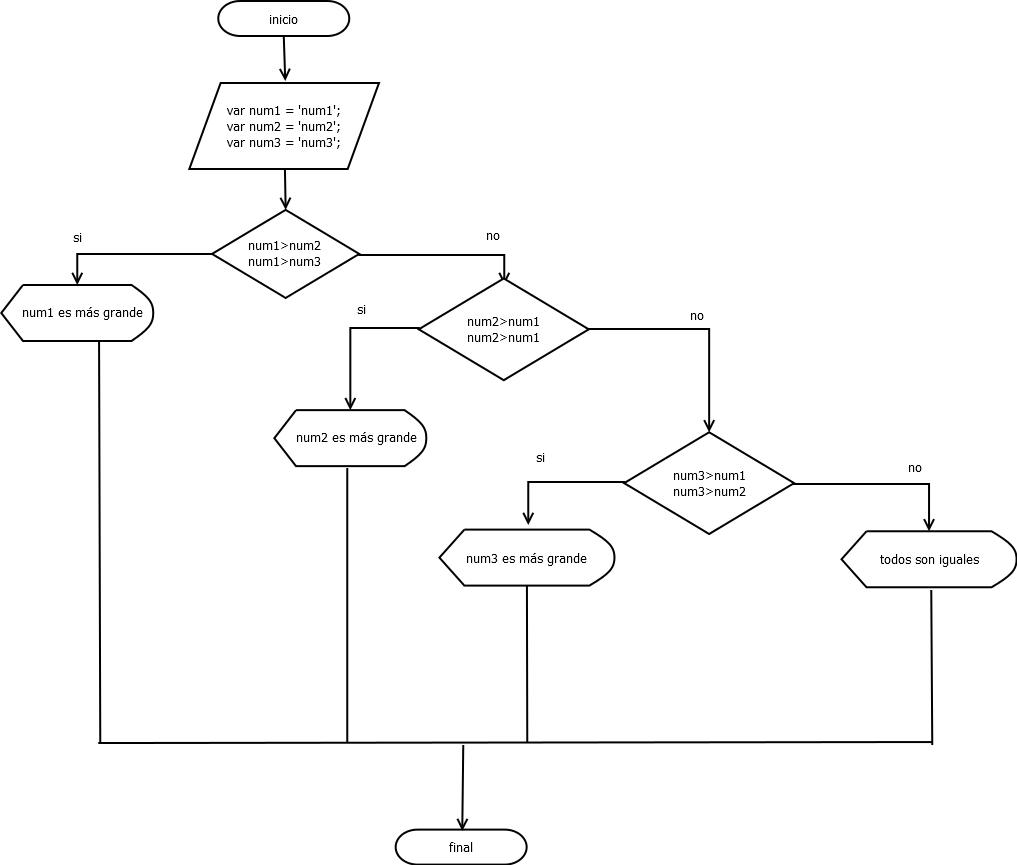 inicio
var num1 = 'num1';
var num2 = 'num2';
var num3 = 'num3';
si
no
num1>num2
num1>num3
num1 es más grande
si
no
num2>num1
num2>num1
num2 es más grande
si
no
num3>num1
num3>num2
num3 es más grande
todos son iguales
final